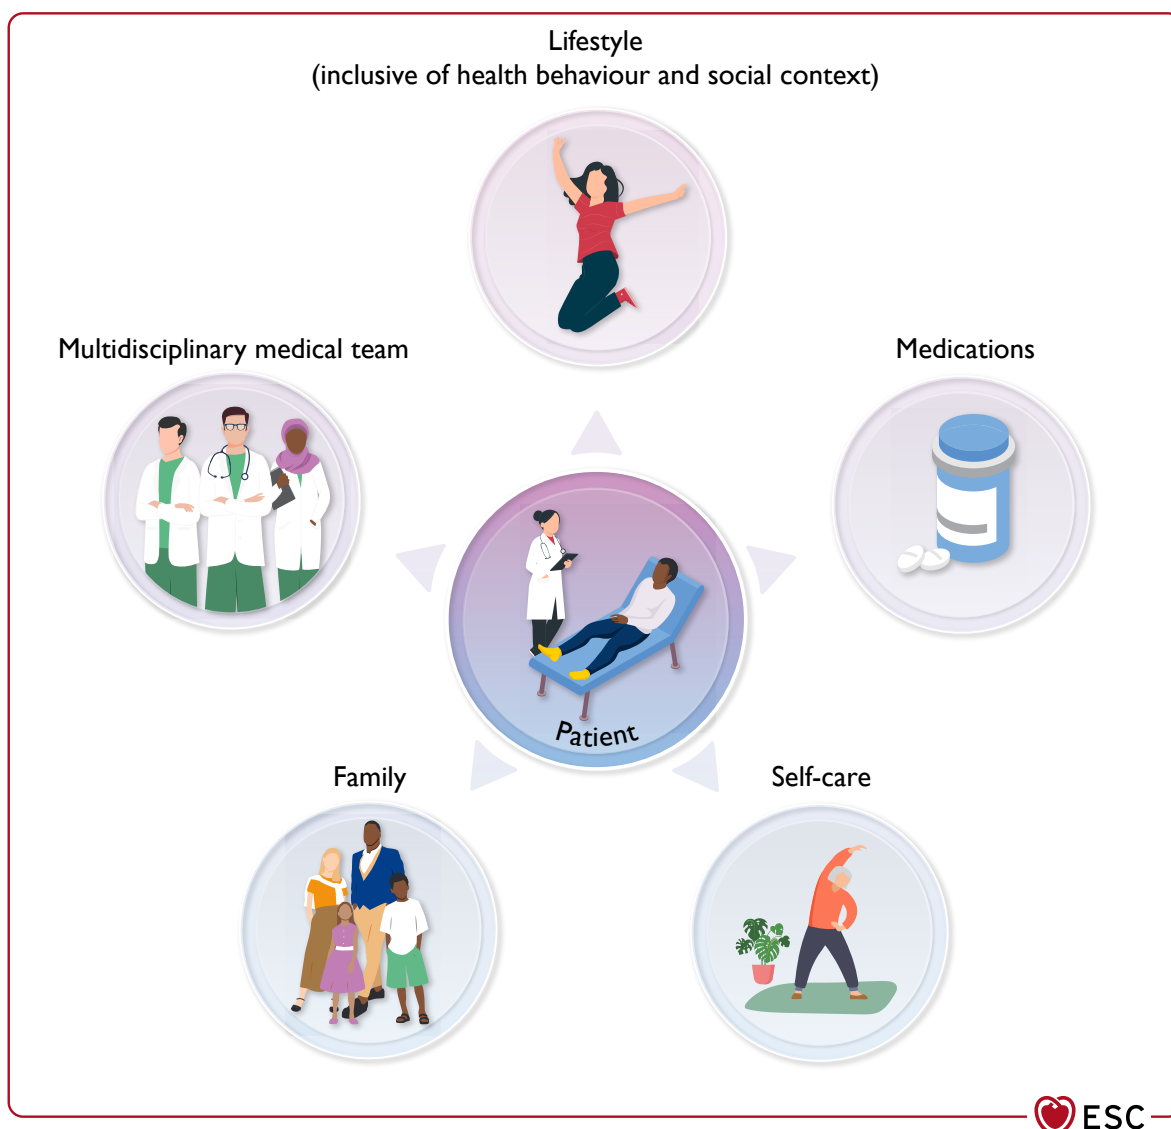 Lifestyle
(inclusive of health behaviour and social context)
Multidisciplinary medical team
Medications
Patient
Family
Self-care
ESC